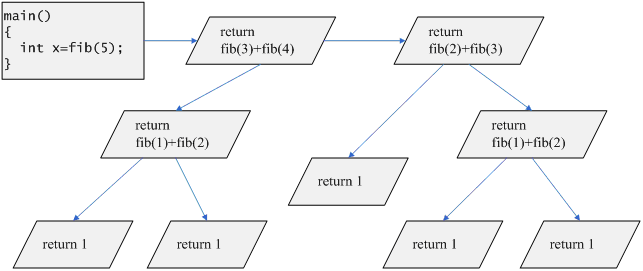 main()
{
int x=fib(5);
}
return
fib(3)+fib(4)
return
fib(2)+fib(3)
return
fib(1)+fib(2)
return
fib(1)+fib(2)
return 1
return 1
return 1
return 1
return 1